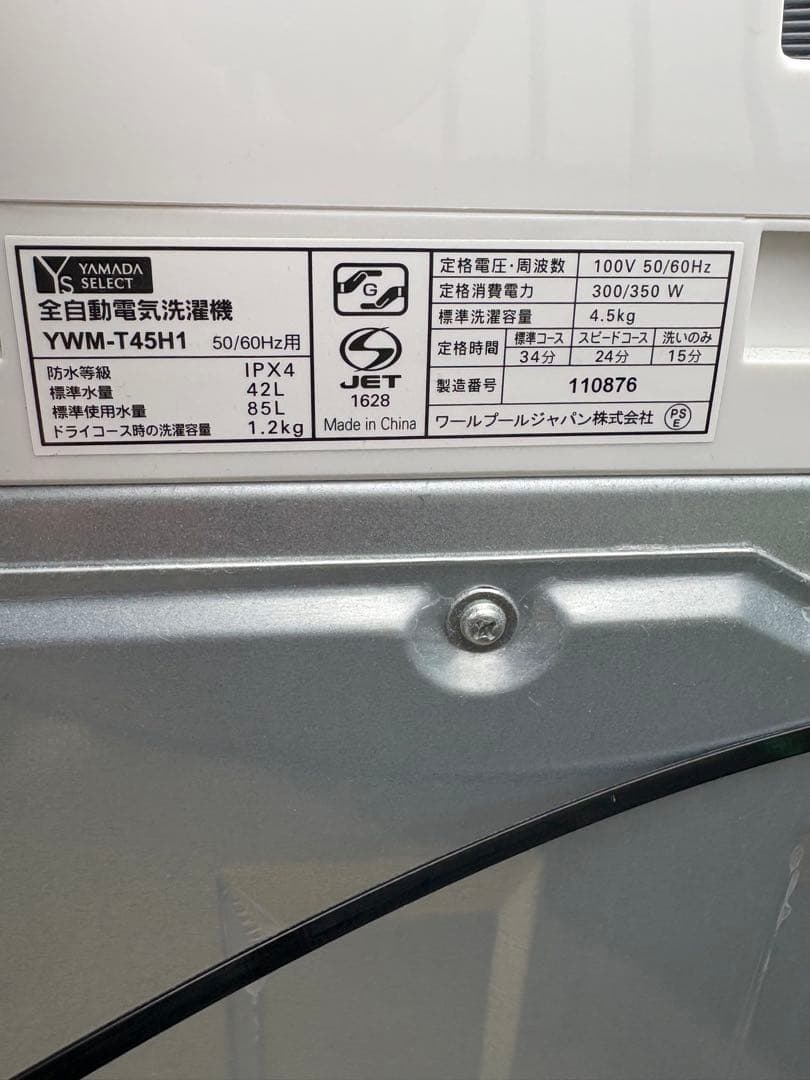 YS YAMADA SELECT
全自動電気洗濯機
YWM-T45H1 50/60Hz用
防水等級 IPX4
標準水量 42L
標準使用水量 85L
ドライコース時の洗濯容量 1.2kg
G
S
JET
1628
Made in China
定格電圧・周波数 100V 50/60Hz
定格消費電力 300/350 W
標準洗濯容量 4.5kg
定格時間 標準コース スピードコース 洗いのみ
34分 24分 15分
製造番号 110876
ワールプールジャパン株式会社 PSE